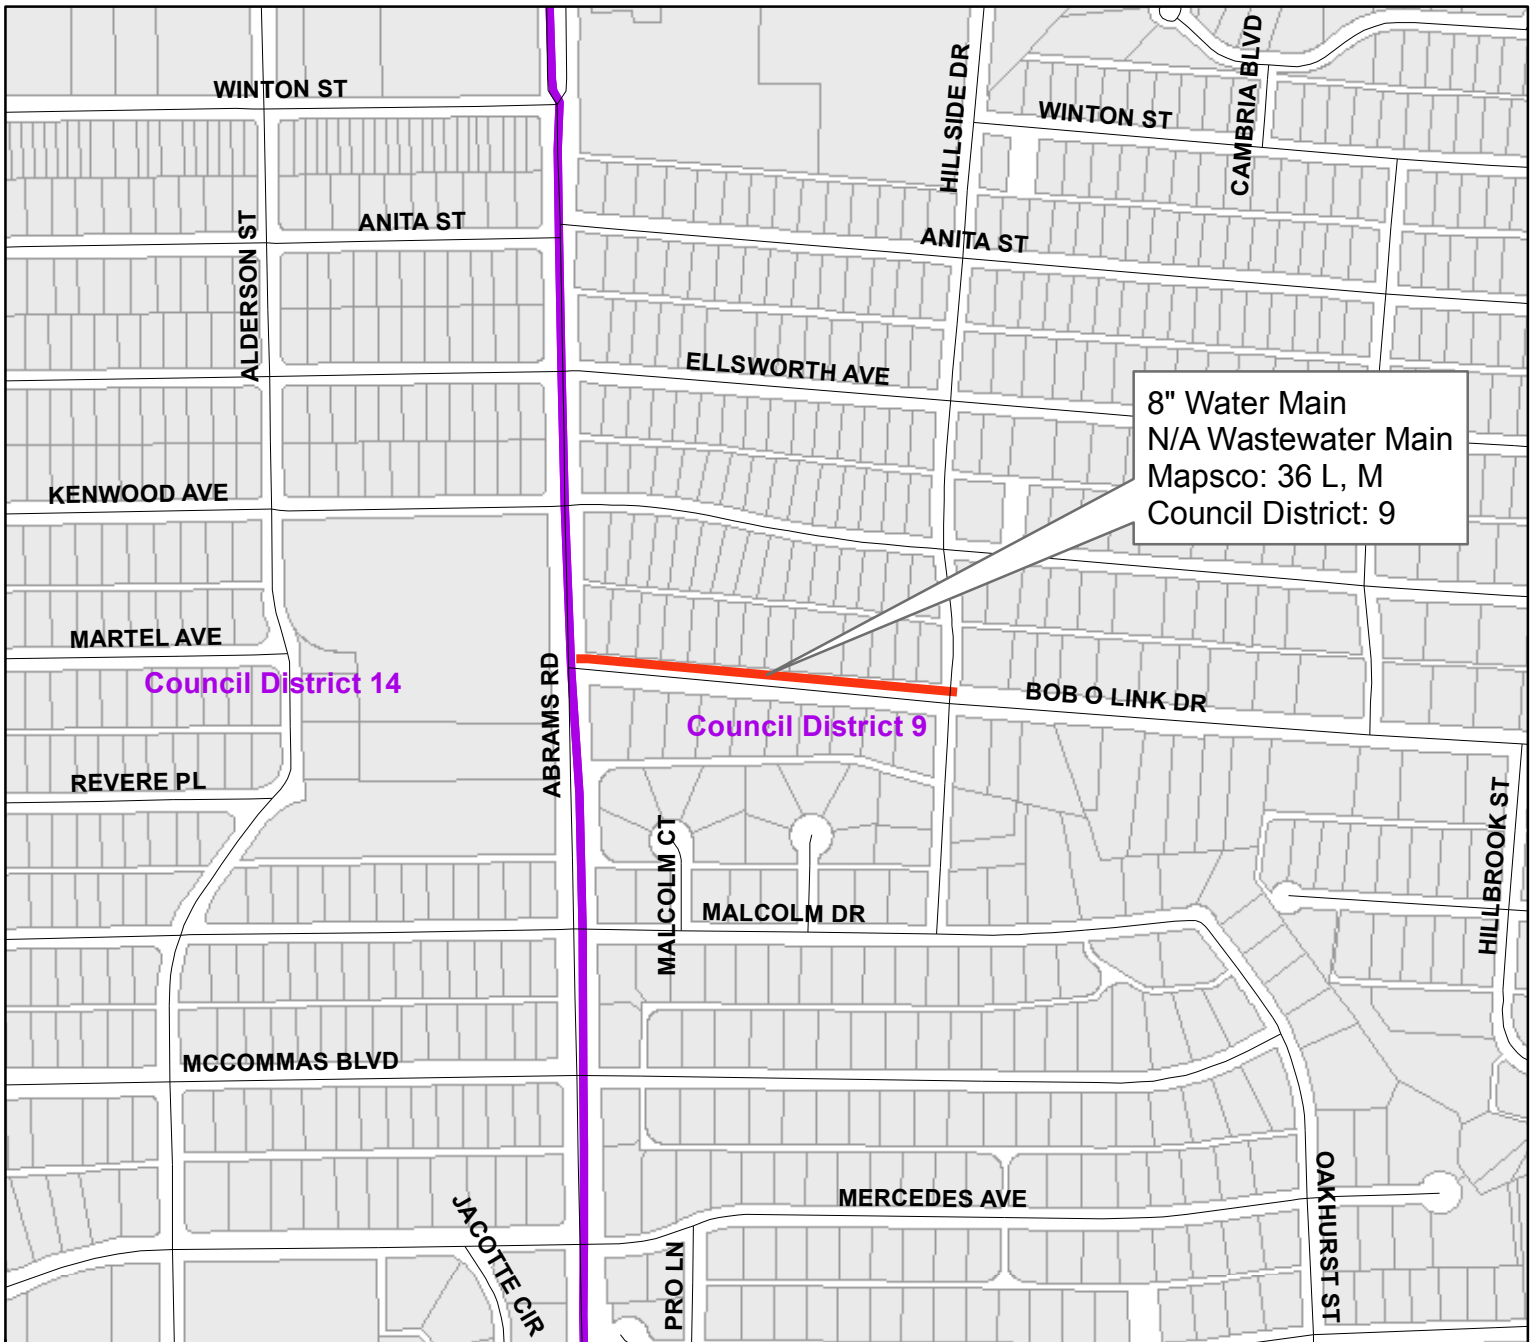 WINTON ST
HILLSIDE DR
CAMBRIA BLVD
WINTON ST
ALDERSON ST
ANITA ST
ANITA ST
ELLSWORTH AVE
8" Water Main
N/A Wastewater Main
Mapsco: 36 L, M
Council District: 9
KENWOOD AVE
MARTEL AVE
Council District 14
ABRAMS RD
BOB O LINK DR
Council District 9
REVERE PL
HILLBROOK ST
MALCOLM CT
MALCOLM DR
MCCOMMAS BLVD
JACOTTE CIR
MERCEDES AVE
OAKHURST ST
PRO LN